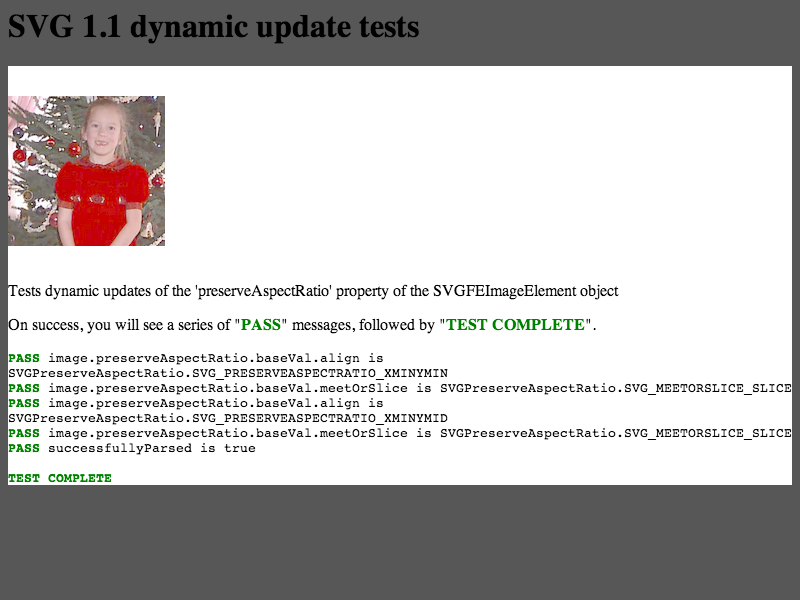 SVG 1.1 dynamic update tests
Tests dynamic updates of the 'preserveAspectRatio' property of the SVGFEImageElement object
On success, you will see a series of "PASS" messages, followed by "TEST COMPLETE".
PASS image.preserveAspectRatio.baseVal.align is
SVGPreserveAspectRatio.SVG_PRESERVEASPECTRATIO_XMINYMIN
PASS image.preserveAspectRatio.baseVal.meetOrSlice is SVGPreserveAspectRatio.SVG_MEETORSLICE_SLICE
PASS image.preserveAspectRatio.baseVal.align is
SVGPreserveAspectRatio.SVG_PRESERVEASPECTRATIO_XMINYMID
PASS image.preserveAspectRatio.baseVal.meetOrSlice is SVGPreserveAspectRatio.SVG_MEETORSLICE_SLICE
PASS successfullyParsed is true
TEST COMPLETE